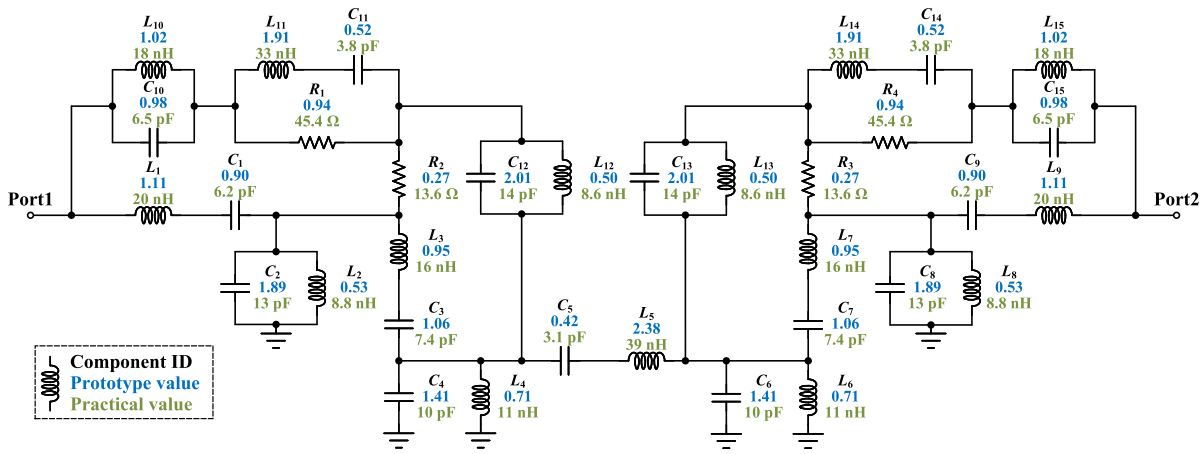 L10
1.02
18 nH
C10
0.98
6.5 pF
L11
1.91
33 nH
C11
0.52
3.8 pF
R1
0.94
45.4 Ω
L1
1.11
20 nH
C1
0.90
6.2 pF
Port1
R2
0.27
13.6 Ω
C12
2.01
14 pF
L12
0.50
8.6 nH
C2
1.89
13 pF
L2
0.53
8.8 nH
L3
0.95
16 nH
C3
1.06
7.4 pF
C4
1.41
10 pF
L4
0.71
11 nH
C5
0.42
3.1 pF
L5
2.38
39 nH
C13
2.01
14 pF
L13
0.50
8.6 nH
L14
1.91
33 nH
C14
0.52
3.8 pF
R4
0.94
45.4 Ω
L15
1.02
18 nH
C15
0.98
6.5 pF
R3
0.27
13.6 Ω
C9
0.90
6.2 pF
L9
1.11
20 nH
Port2
L7
0.95
16 nH
C8
1.89
13 pF
L8
0.53
8.8 nH
C7
1.06
7.4 pF
C6
1.41
10 pF
L6
0.71
11 nH
Component ID
Prototype value
Practical value